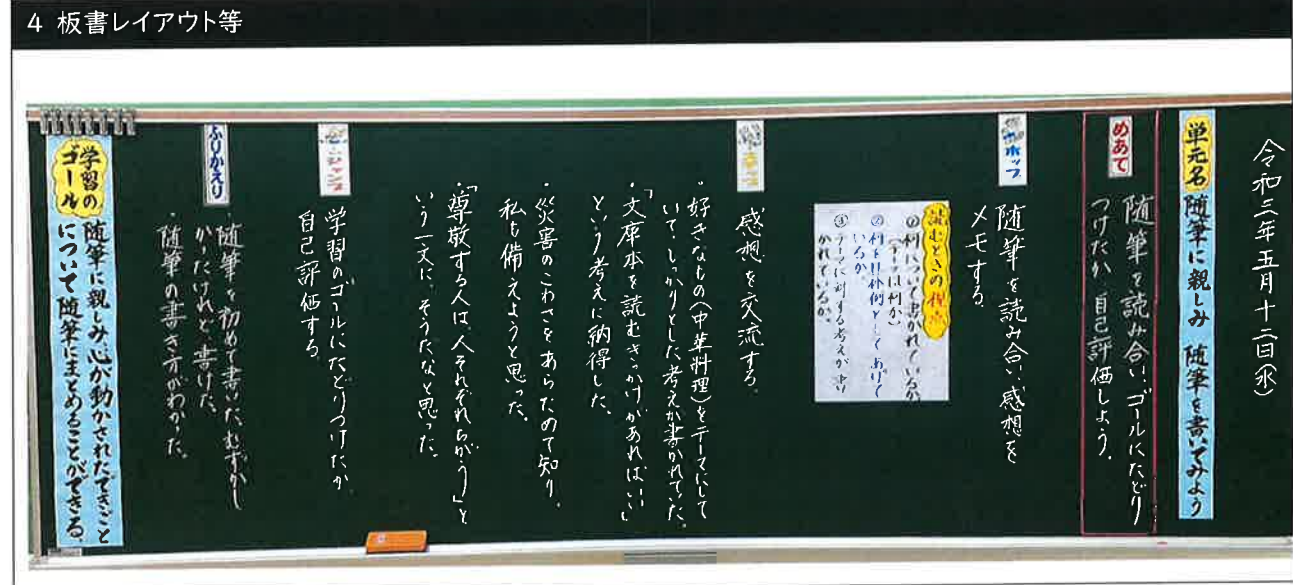 4 板書レイアウト等
令和三年五月十二日(水)
単元名 随筆に親しみ 随筆を書いてみよう
めあて
随筆を読み合い、ゴールにたどり
つけたか、自己評価しよう。
ホップ
随筆を読み合い、感想を
メモする。
読むときの視点
①何について書かれているか
②何を具体例としてあげて
いるか。
③テーマに対する考えが書
かれているか。
感想を交流する。
・好きなもの(中華料理)をテーマにして
いて、しっかりとした考えが書かれていた。
・「文庫本を読むきっかけがあればいい」
という考えに納得した。
・災害のこわさをあらためて知り、
私も備えようと思った。
・「尊敬する人は、人それぞれちがう」と
いう一文に、そうだなと思った。
ジャンプ
学習のゴールにたどりつけたか
自己評価する。
ふりかえり
・随筆を初めて書いた。むずかし
かったけれど書けた。
・随筆の書き方がわかった。
学習の
ゴール
随筆に親しみ、心が動かされたできごと
について随筆にまとめることができる。